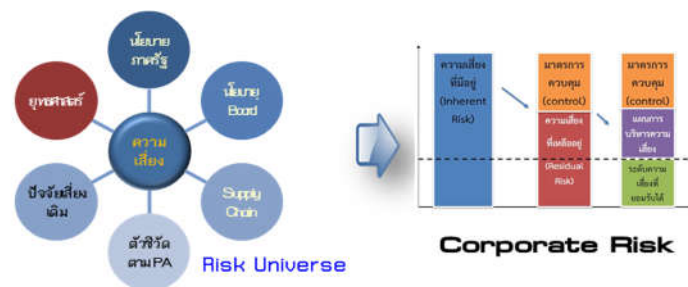 นโยบาย
ภาครัฐ
ยุทธศาสตร์
นโยบาย
Board
ความ
เสี่ยง
ปัจจัยเสี่ยง
เดิม
Supply
Chain
ตัวชี้วัด
ตาม PA
Risk Universe
ความเสี่ยง
ที่มีอยู่
(Inherent
Risk)
มาตรการ
ควบคุม
(control)
ความเสี่ยง
ที่เหลืออยู่
(Residual
Risk)
มาตรการ
ควบคุม
(control)
แผนการ
บริหารความ
เสี่ยง
ระดับความ
เสี่ยงที่
ยอมรับได้
Corporate Risk